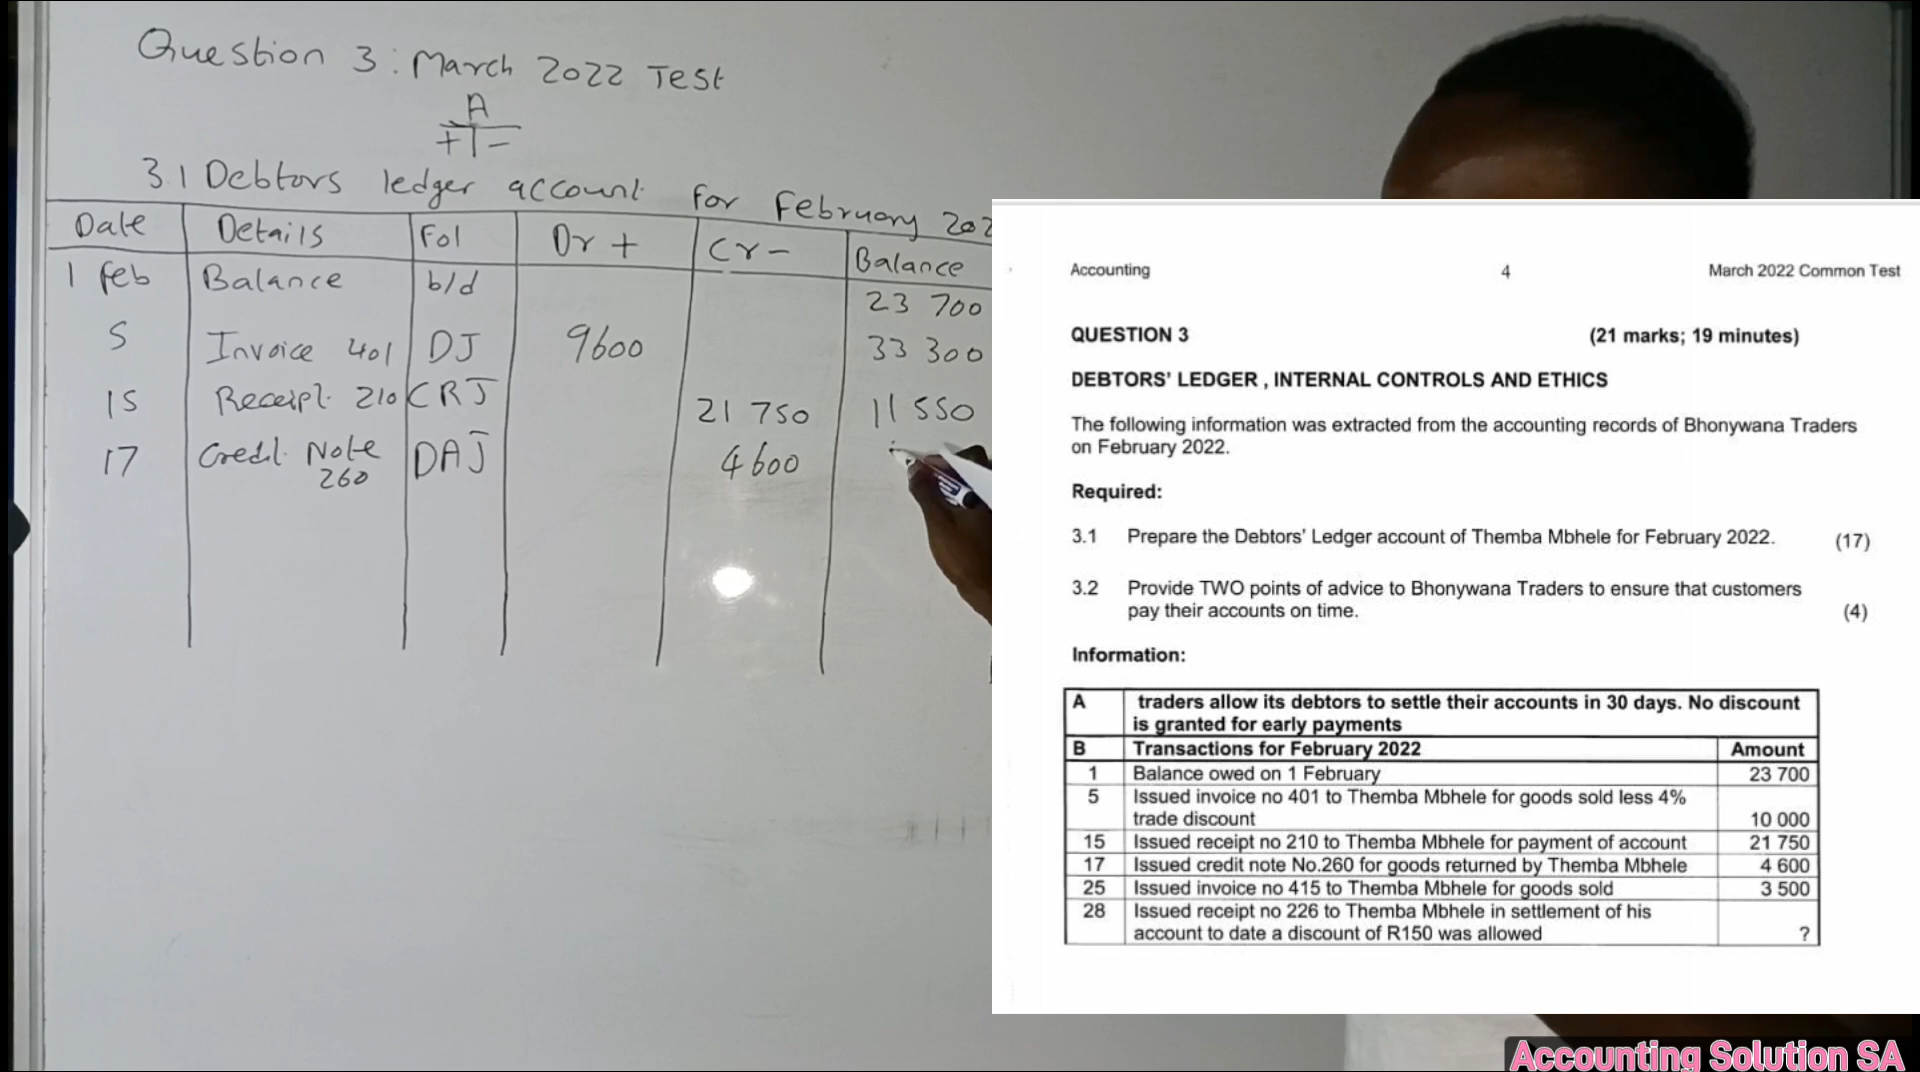 Question 3: March 2022 Test
A
+ -
3.1 Debtors ledger account for February 202
Date Details Fol Dr + Cr - Balance
1 feb Balance b/d 23 700
5 Invoice 401 DJ 9600 33 300
15 Receipt 210 CRJ 21 750 11 550
17 Credit Note 260 DAJ 4600
Accounting 4 March 2022 Common Test
QUESTION 3 (21 marks; 19 minutes)
DEBTORS' LEDGER , INTERNAL CONTROLS AND ETHICS
The following information was extracted from the accounting records of Bhonywana Traders
on February 2022.
Required:
3.1 Prepare the Debtors' Ledger account of Themba Mbhele for February 2022. (17)
3.2 Provide TWO points of advice to Bhonywana Traders to ensure that customers
pay their accounts on time. (4)
Information:
A traders allow its debtors to settle their accounts in 30 days. No discount
is granted for early payments
B Transactions for February 2022 Amount
1 Balance owed on 1 February 23 700
5 Issued invoice no 401 to Themba Mbhele for goods sold less 4%
trade discount 10 000
15 Issued receipt no 210 to Themba Mbhele for payment of account 21 750
17 Issued credit note No.260 for goods returned by Themba Mbhele 4 600
25 Issued invoice no 415 to Themba Mbhele for goods sold 3 500
28 Issued receipt no 226 to Themba Mbhele in settlement of his
account to date a discount of R150 was allowed ?
Accounting Solution SA